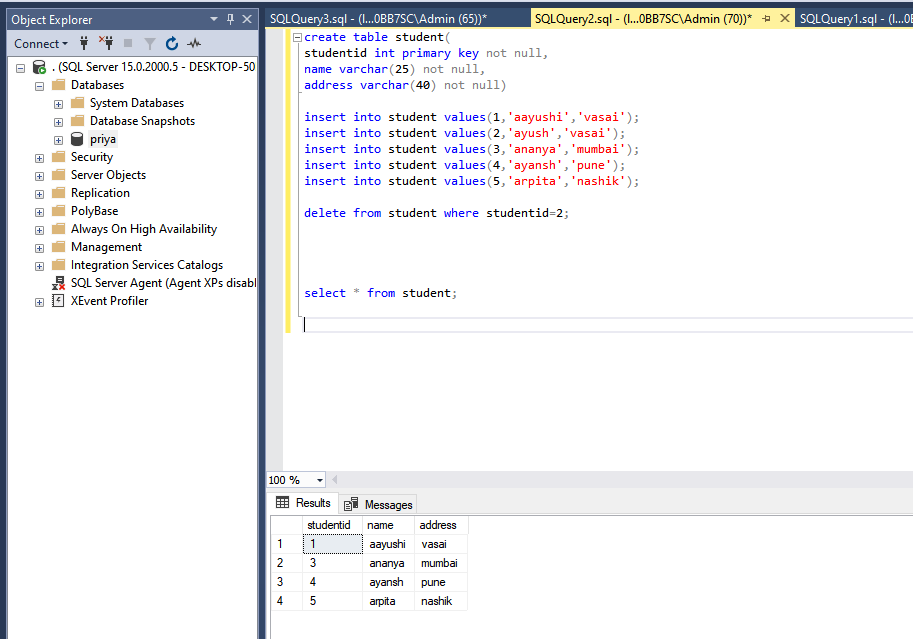 Object Explorer
Connect
. (SQL Server 15.0.2000.5 - DESKTOP-50
Databases
System Databases
Database Snapshots
priya
Security
Server Objects
Replication
PolyBase
Always On High Availability
Management
Integration Services Catalogs
SQL Server Agent (Agent XPs disabl
XEvent Profiler
SQLQuery3.sql - (l...0BB7SC\Admin (65))*
SQLQuery2.sql - (l...0BB7SC\Admin (70))*
SQLQuery1.sql - (l...0B
create table student(
studentid int primary key not null,
name varchar(25) not null,
address varchar(40) not null)
insert into student values(1,'aayushi','vasai');
insert into student values(2,'ayush','vasai');
insert into student values(3,'ananya','mumbai');
insert into student values(4,'ayansh','pune');
insert into student values(5,'arpita','nashik');
delete from student where studentid=2;
select * from student;
100 %
Results
Messages
studentid name address
1 1 aayushi vasai
2 3 ananya mumbai
3 4 ayansh pune
4 5 arpita nashik